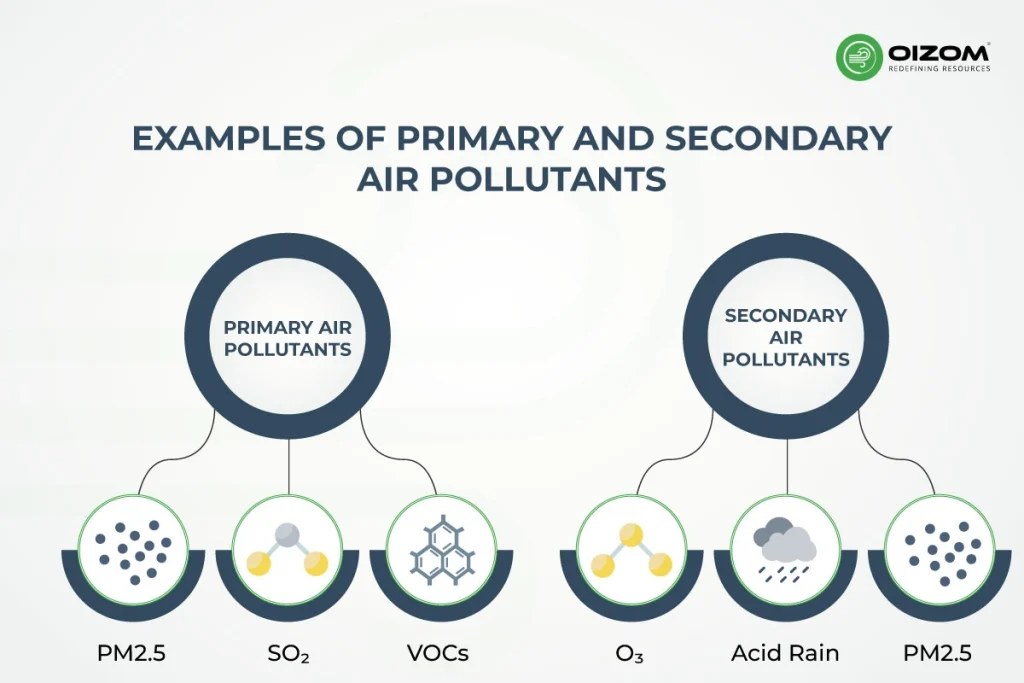 OIZOM
REDEFINING RESOURCES
EXAMPLES OF PRIMARY AND SECONDARY
AIR POLLUTANTS
PRIMARY AIR
POLLUTANTS
SECONDARY
AIR
POLLUTANTS
PM2.5
SO₂
VOCs
O₃
Acid Rain
PM2.5